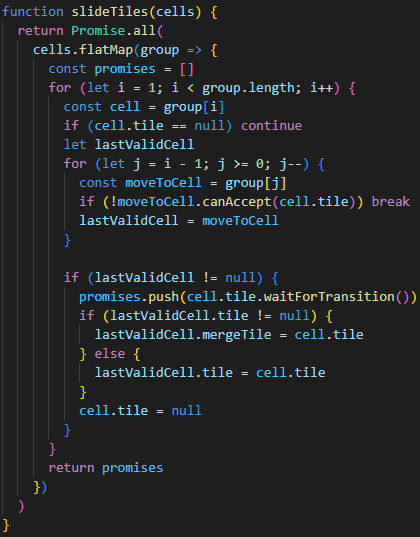 function slideTiles(cells) {
  return Promise.all(
    cells.flatMap(group => {
      const promises = []
      for (let i = 1; i < group.length; i++) {
        const cell = group[i]
        if (cell.tile == null) continue
        let lastValidCell
        for (let j = i - 1; j >= 0; j--) {
          const moveToCell = group[j]
          if (!moveToCell.canAccept(cell.tile)) break
          lastValidCell = moveToCell
        }

        if (lastValidCell != null) {
          promises.push(cell.tile.waitForTransition())
          if (lastValidCell.tile != null) {
            lastValidCell.mergeTile = cell.tile
          } else {
            lastValidCell.tile = cell.tile
          }
          cell.tile = null
        }
      }
      return promises
    })
  )
}